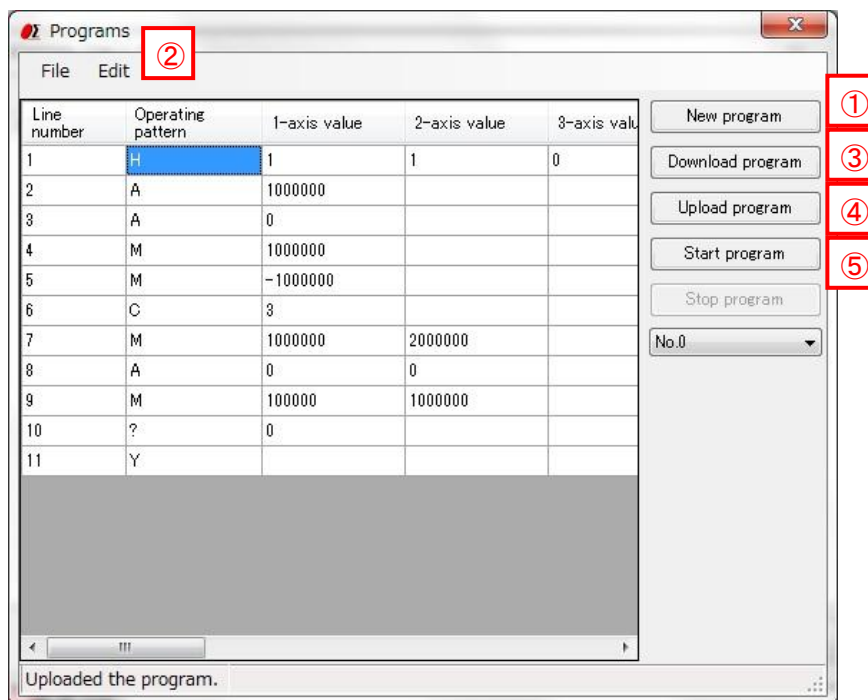 Programs
②
File Edit
Line number Operating pattern 1-axis value 2-axis value 3-axis valu
1 H 1 1 0
2 A 1000000
3 A 0
4 M 1000000
5 M -1000000
6 C 3
7 M 1000000 2000000
8 A 0 0
9 M 100000 1000000
10 ? 0
11 Y
New program ①
Download program ③
Upload program ④
Start program ⑤
Stop program
No.0
Uploaded the program.